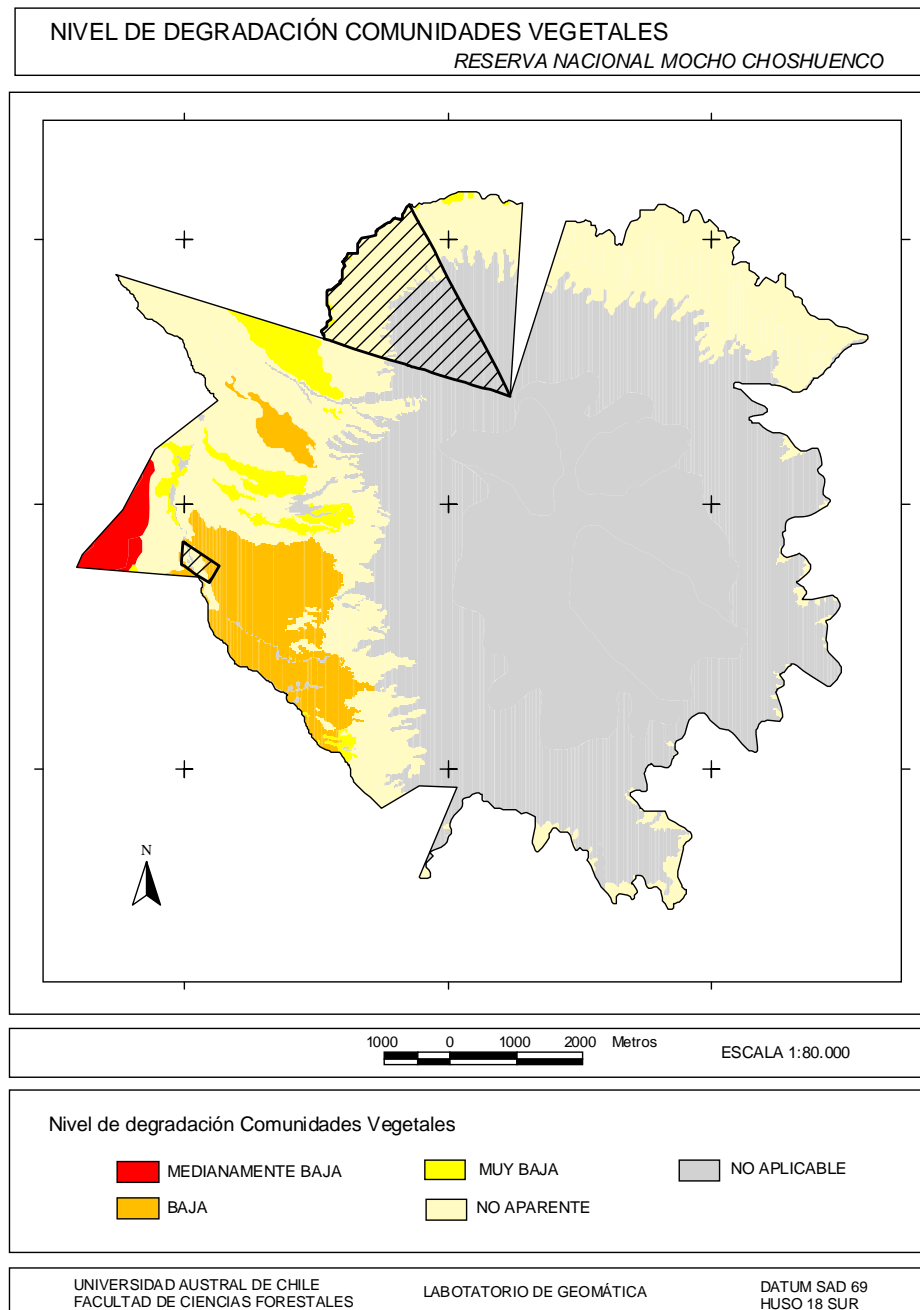 NIVEL DE DEGRADACIÓN COMUNIDADES VEGETALES
RESERVA NACIONAL MOCHO CHOSHUENCO
N
1000 0 1000 2000 Metros
ESCALA 1:80.000
Nivel de degradación Comunidades Vegetales
MEDIANAMENTE BAJA
MUY BAJA
NO APLICABLE
BAJA
NO APARENTE
UNIVERSIDAD AUSTRAL DE CHILE
FACULTAD DE CIENCIAS FORESTALES
LABOTATORIO DE GEOMÁTICA
DATUM SAD 69
HUSO 18 SUR